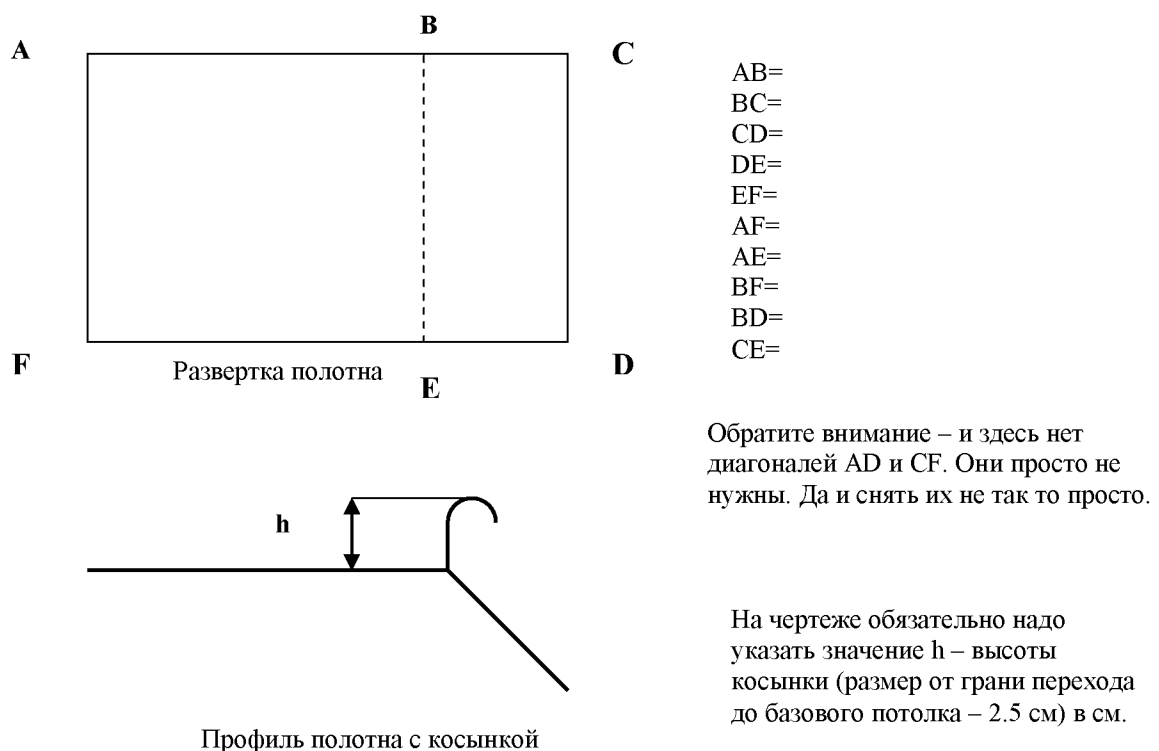 B
A
C
AB=
BC=
CD=
DE=
EF=
AF=
AE=
BF=
BD=
CE=
F
Развертка полотна
E
D
Обратите внимание – и здесь нет
диагоналей AD и CF. Они просто не
нужны. Да и снять их не так то просто.
h
На чертеже обязательно надо
указать значение h – высоты
косынки (размер от грани перехода
до базового потолка – 2.5 см) в см.
Профиль полотна с косынкой